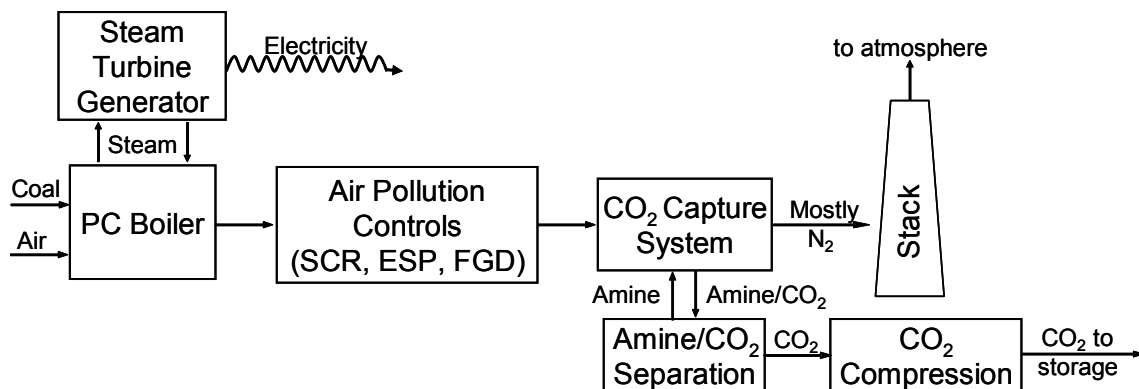 Steam
Turbine
Generator
Electricity
to atmosphere
Steam
Coal
Air
PC Boiler
Air Pollution
Controls
(SCR, ESP, FGD)
CO₂ Capture
System
Mostly
N₂
Stack
Amine
Amine/CO₂
Amine/CO₂
Separation
CO₂
CO₂
Compression
CO₂ to
storage